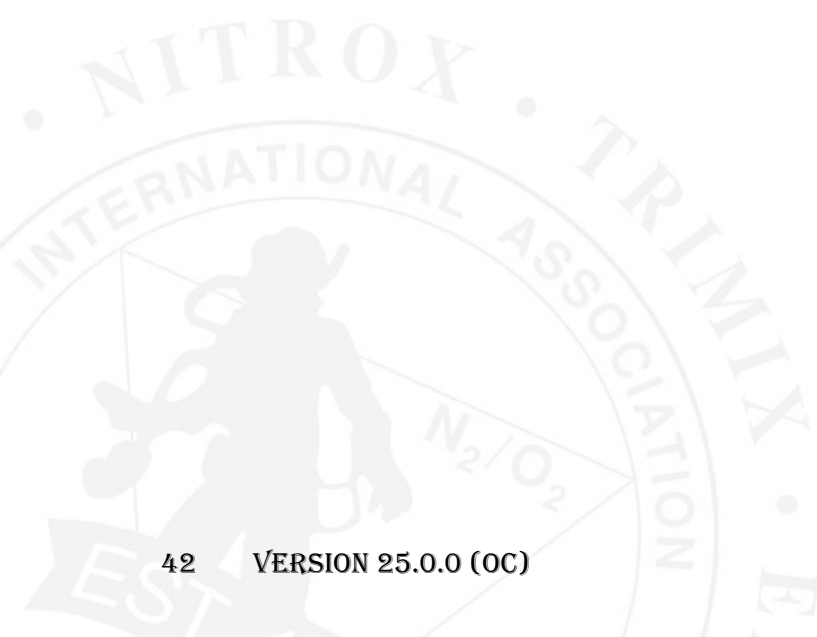 • NITROX • TRIMIX •
INTERNATIONAL ASSOCIATION
N₂/O₂
EST
42 VERSION 25.0.0 (OC)